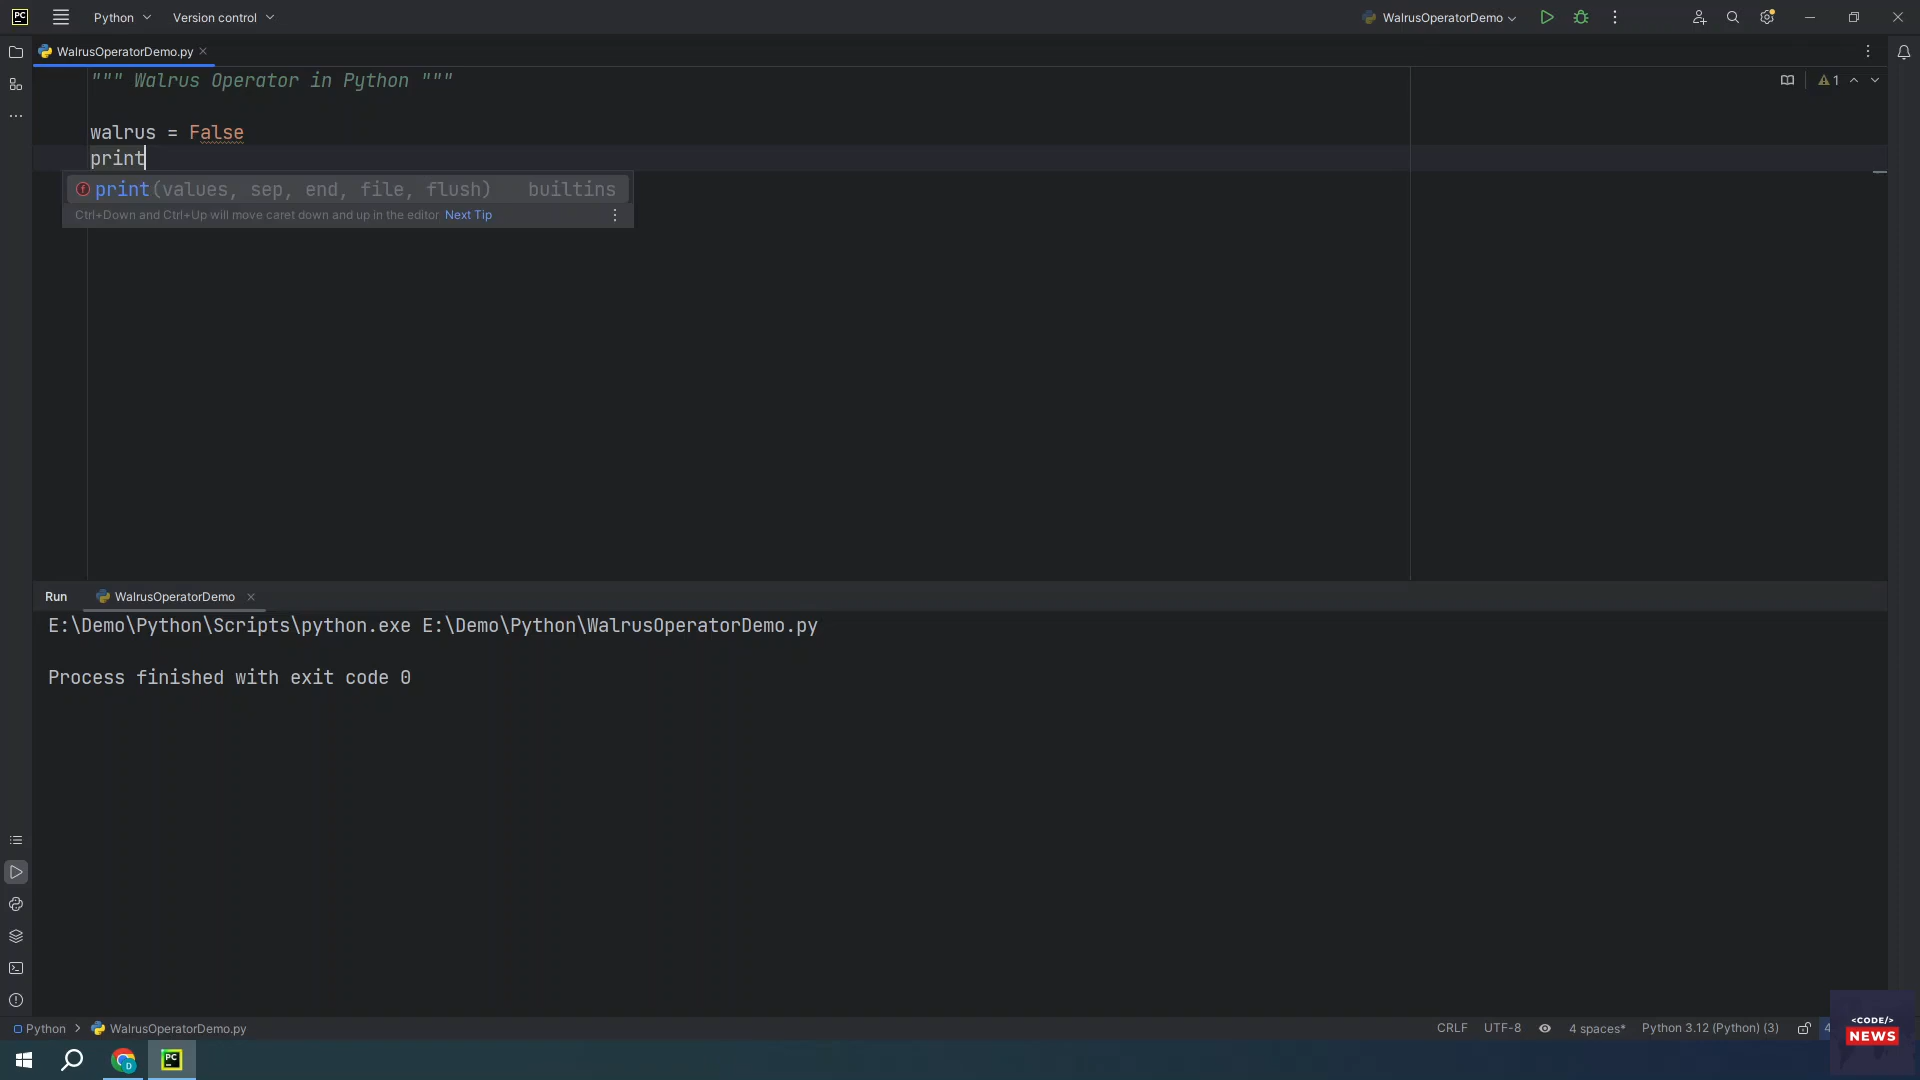 PC Python Version control WalrusOperatorDemo
WalrusOperatorDemo.py
""" Walrus Operator in Python """
1
walrus = False
print
print(values, sep, end, file, flush) builtins
Ctrl+Down and Ctrl+Up will move caret down and up in the editor Next Tip
Run WalrusOperatorDemo
E:\Demo\Python\Scripts\python.exe E:\Demo\Python\WalrusOperatorDemo.py
Process finished with exit code 0
Python > WalrusOperatorDemo.py CRLF UTF-8 4 spaces* Python 3.12 (Python) (3)
<CODE/>
NEWS
D PC